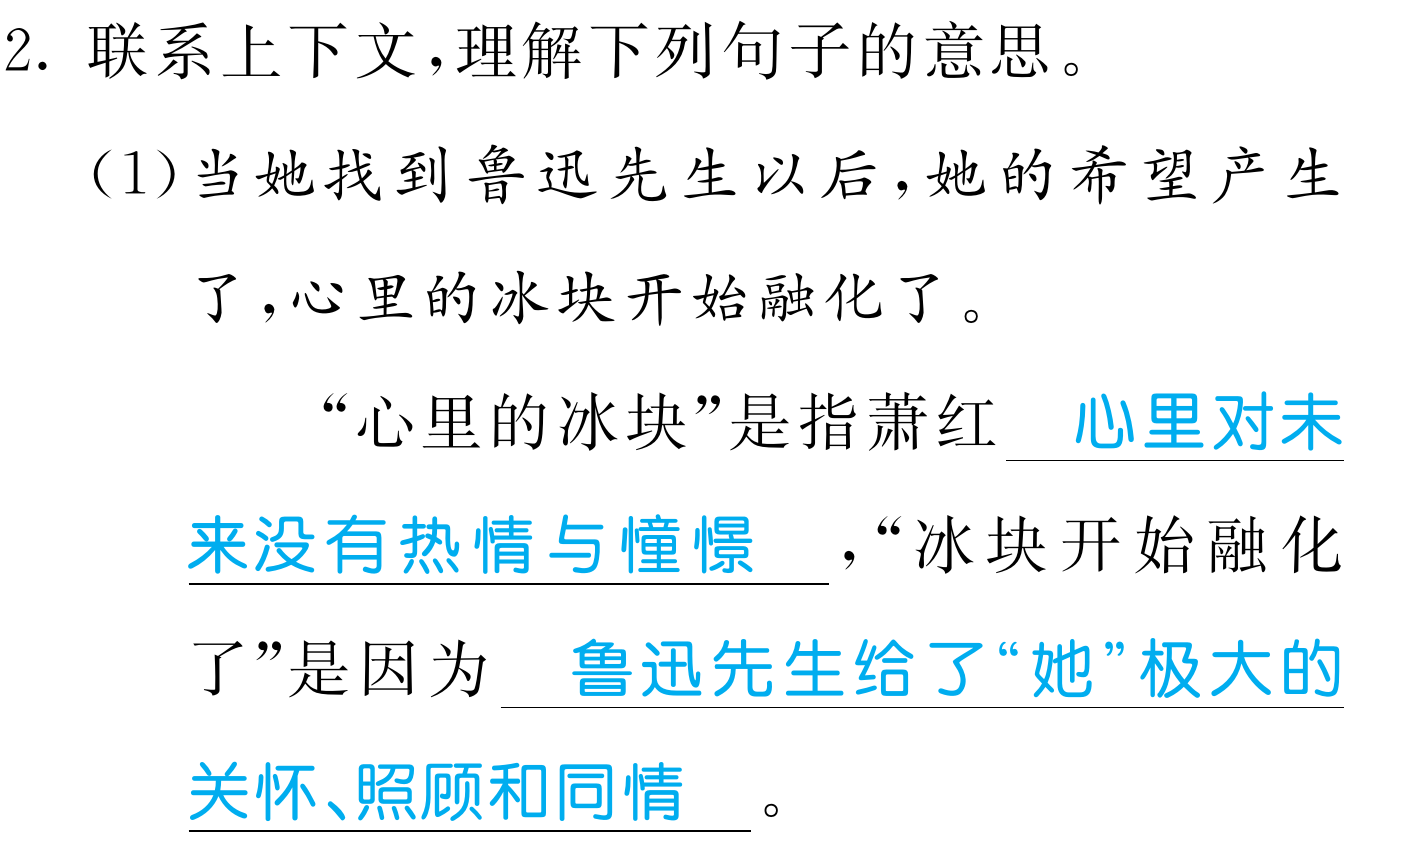 2. 联系上下文,理解下列句子的意思。
(1)当她找到鲁迅先生以后,她的希望产生
了,心里的冰块开始融化了。
“心里的冰块”是指萧红 心里对未
来没有热情与憧憬 ,“冰块开始融化
了”是因为 鲁迅先生给了“她”极大的
关怀、照顾和同情 。